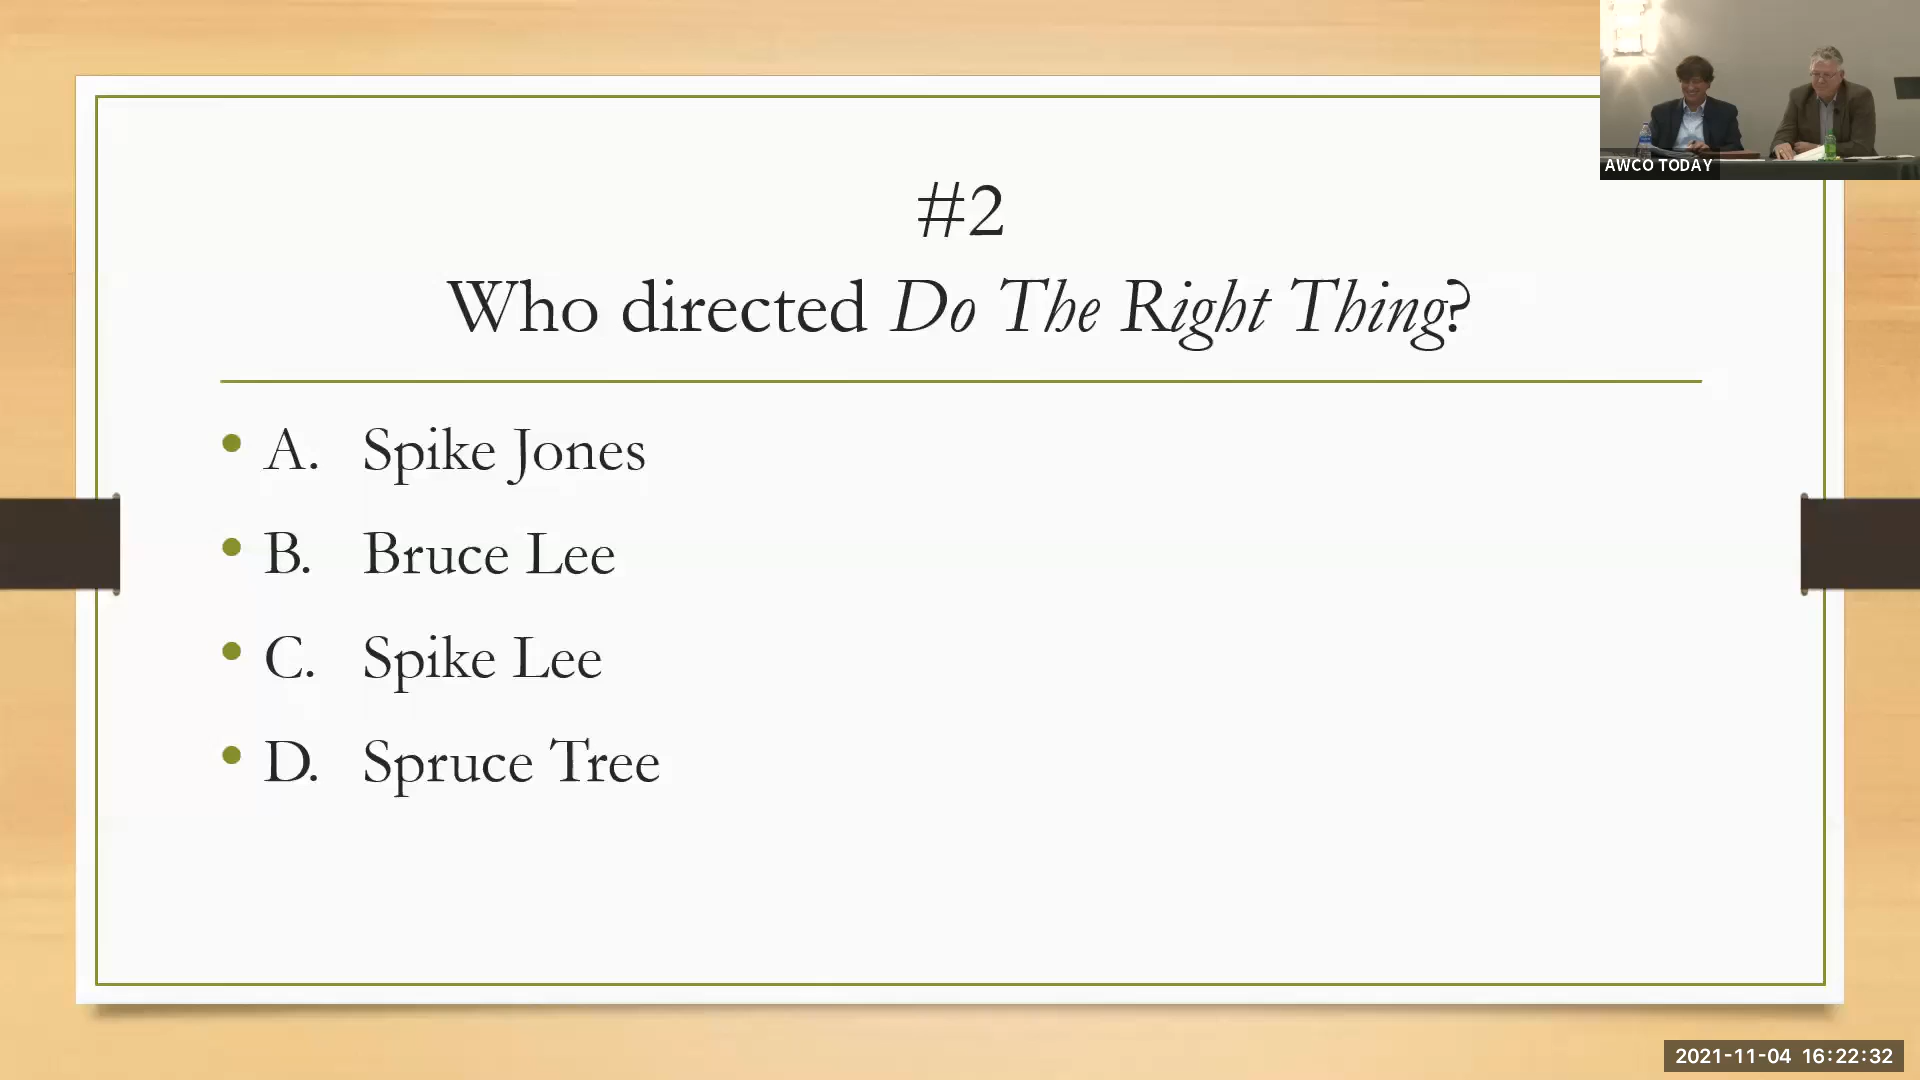 AWCO TODAY
#2
Who directed Do The Right Thing?
• A. Spike Jones
• B. Bruce Lee
• C. Spike Lee
• D. Spruce Tree
2021-11-04 16:22:32